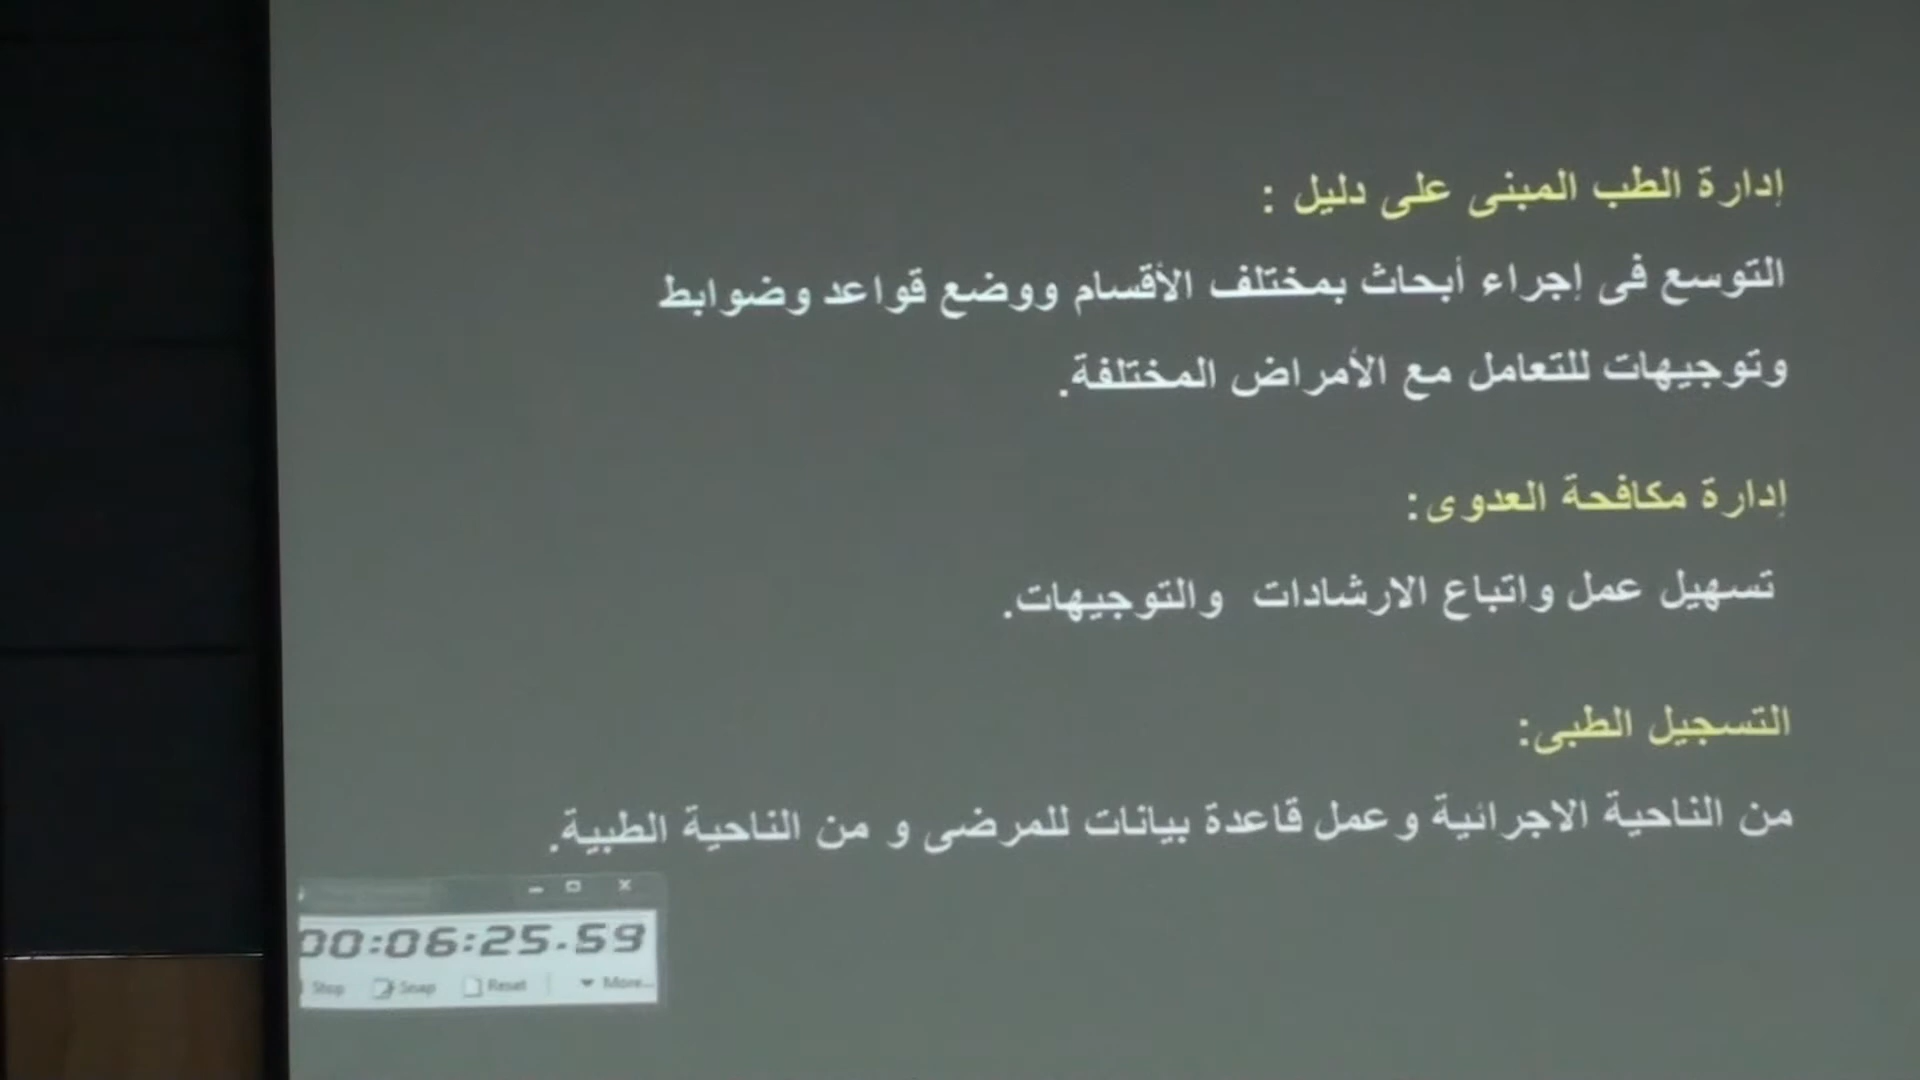 إدارة الطب المبنى على دليل :
التوسع فى إجراء أبحاث بمختلف الأقسام ووضع قواعد وضوابط
وتوجيهات للتعامل مع الأمراض المختلفة.
إدارة مكافحة العدوى:
تسهيل عمل واتباع الارشادات والتوجيهات.
التسجيل الطبى:
من الناحية الاجرائية وعمل قاعدة بيانات للمرضى و من الناحية الطبية.
00:06:25.59
Stop Snap Reset More...